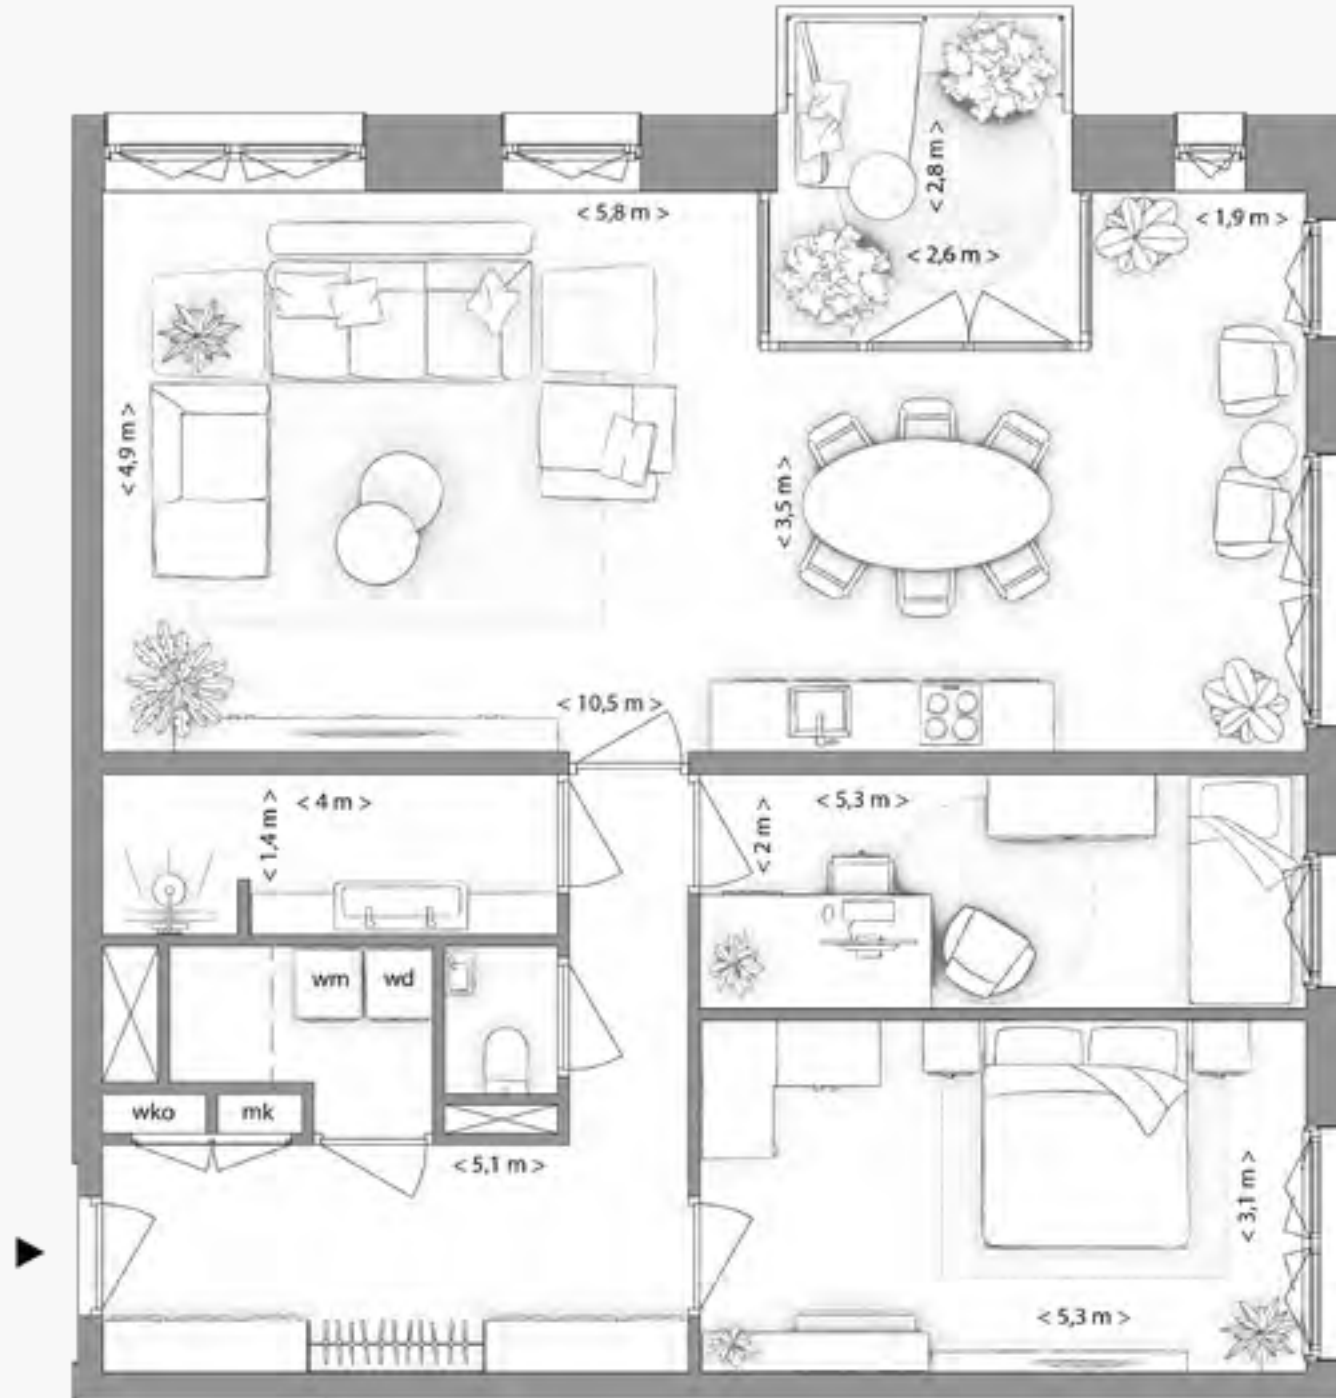 < 2,8 m >
< 5,8 m >
< 1,9 m >
< 2,6 m >
< 4,9 m >
< 3,5 m >
< 10,5 m >
< 4 m >
< 1,4 m >
< 2 m >
< 5,3 m >
wm
wd
wko
mk
< 5,1 m >
< 3,1 m >
< 5,3 m >